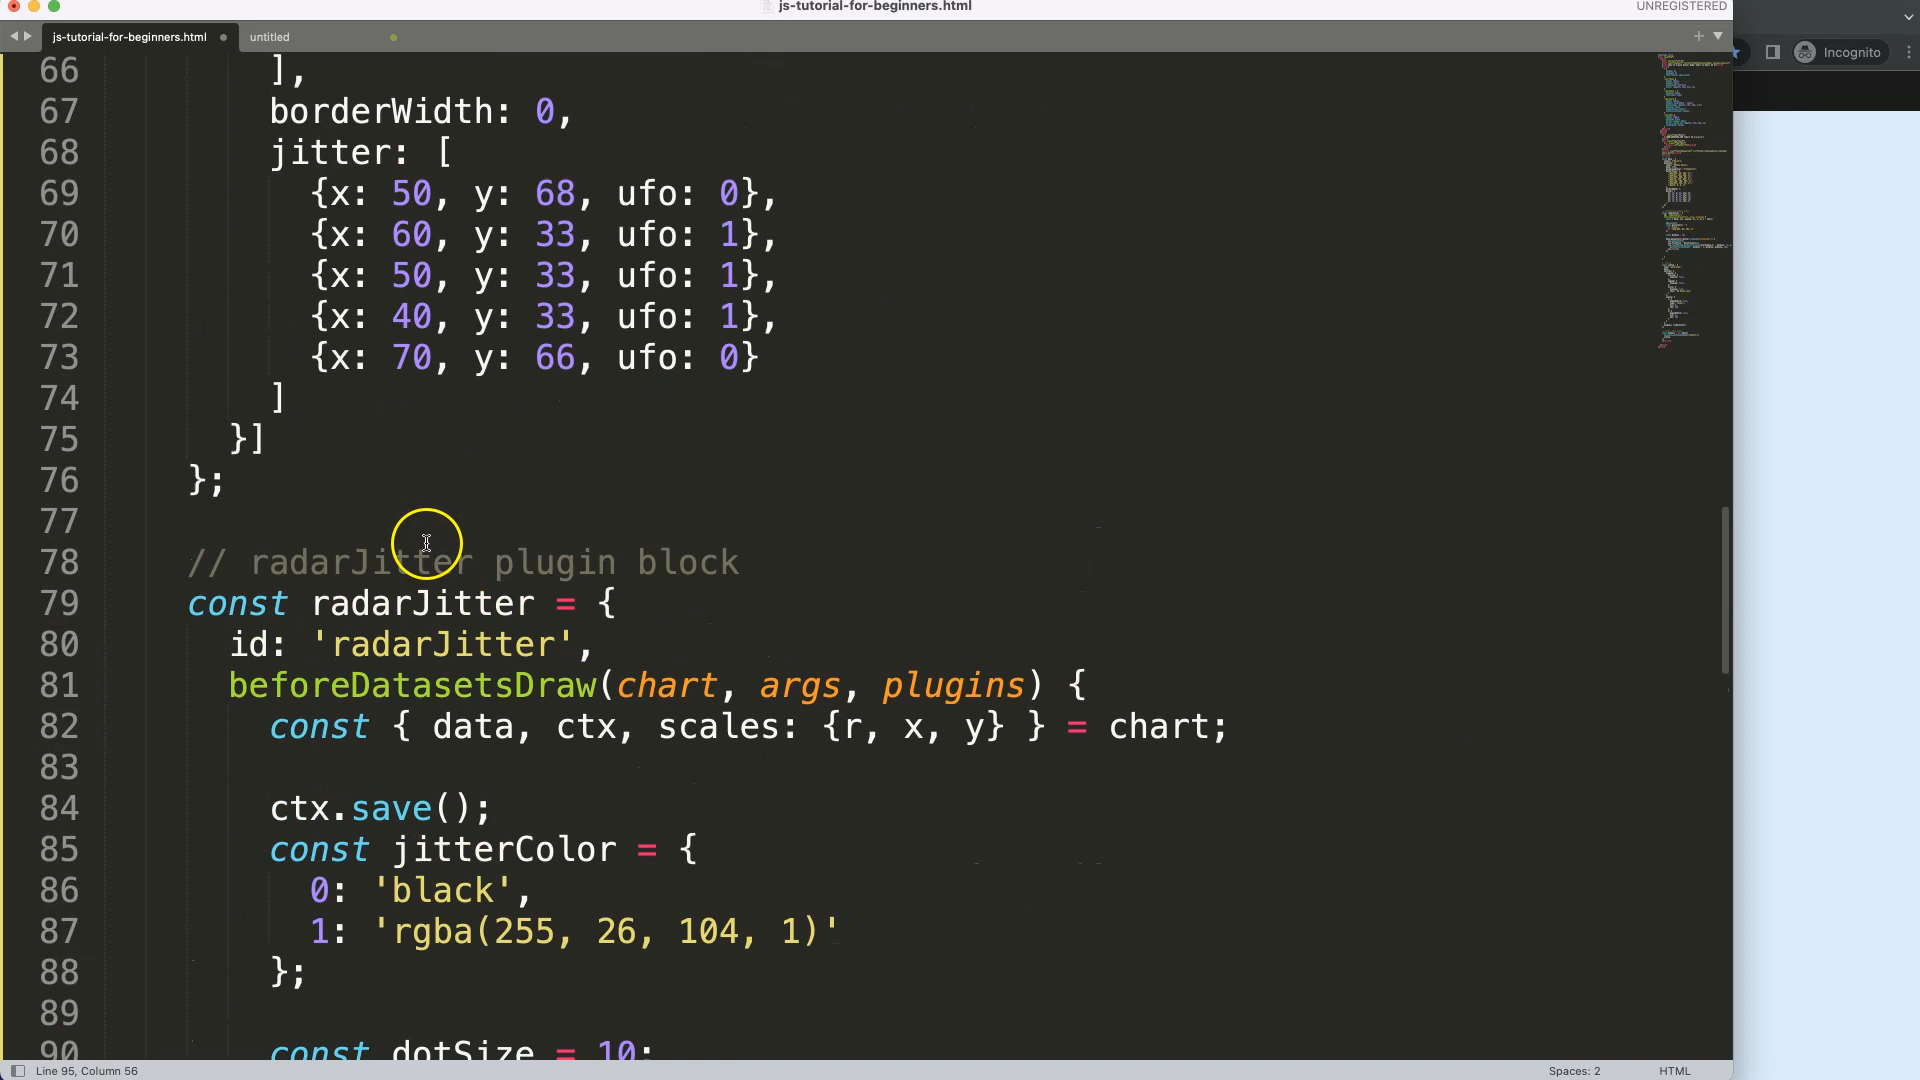 js-tutorial-for-beginners.html
UNREGISTERED
js-tutorial-for-beginners.html
untitled
Incognito
66 ],
67 borderWidth: 0,
68 jitter: [
69 {x: 50, y: 68, ufo: 0},
70 {x: 60, y: 33, ufo: 1},
71 {x: 50, y: 33, ufo: 1},
72 {x: 40, y: 33, ufo: 1},
73 {x: 70, y: 66, ufo: 0}
74 ]
75 }]
76 };
77
78 // radarJitter plugin block
79 const radarJitter = {
80 id: 'radarJitter',
81 beforeDatasetsDraw(chart, args, plugins) {
82 const { data, ctx, scales: {r, x, y} } = chart;
83
84 ctx.save();
85 const jitterColor = {
86 0: 'black',
87 1: 'rgba(255, 26, 104, 1)'
88 };
89
90 const dotSize = 10;
Line 95, Column 56
Spaces: 2
HTML